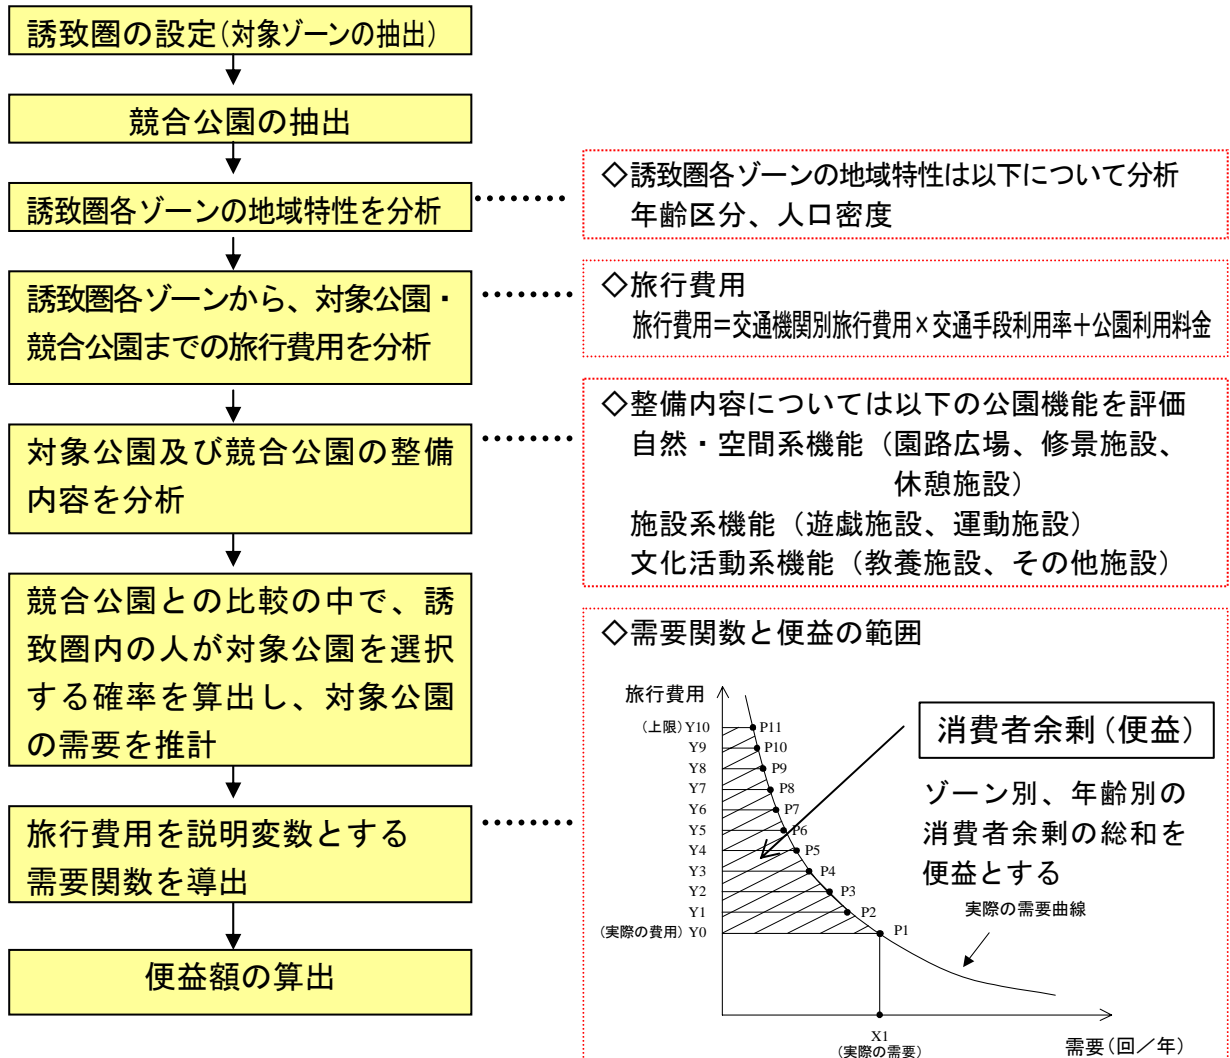 誘致圏の設定(対象ゾーンの抽出)
競合公園の抽出
誘致圏各ゾーンの地域特性を分析
誘致圏各ゾーンから、対象公園・
競合公園までの旅行費用を分析
対象公園及び競合公園の整備
内容を分析
競合公園との比較の中で、誘
致圏内の人が対象公園を選択
する確率を算出し、対象公園
の需要を推計
旅行費用を説明変数とする
需要関数を導出
便益額の算出
◇誘致圏各ゾーンの地域特性は以下について分析
年齢区分、人口密度
◇旅行費用
旅行費用＝交通機関別旅行費用×交通手段利用率＋公園利用料金
◇整備内容については以下の公園機能を評価
自然・空間系機能（園路広場、修景施設、
休憩施設）
施設系機能（遊戯施設、運動施設）
文化活動系機能（教養施設、その他施設）
◇需要関数と便益の範囲
旅行費用
(上限) Y10 P11
Y9 P10
Y8 P9
Y7 P8
Y6 P7
Y5 P6
Y4 P5
Y3 P4
Y2 P3
Y1 P2
(実際の費用) Y0 P1
消費者余剰（便益）
ゾーン別、年齢別の
消費者余剰の総和を
便益とする
実際の需要曲線
X1
(実際の需要)
需要(回／年)